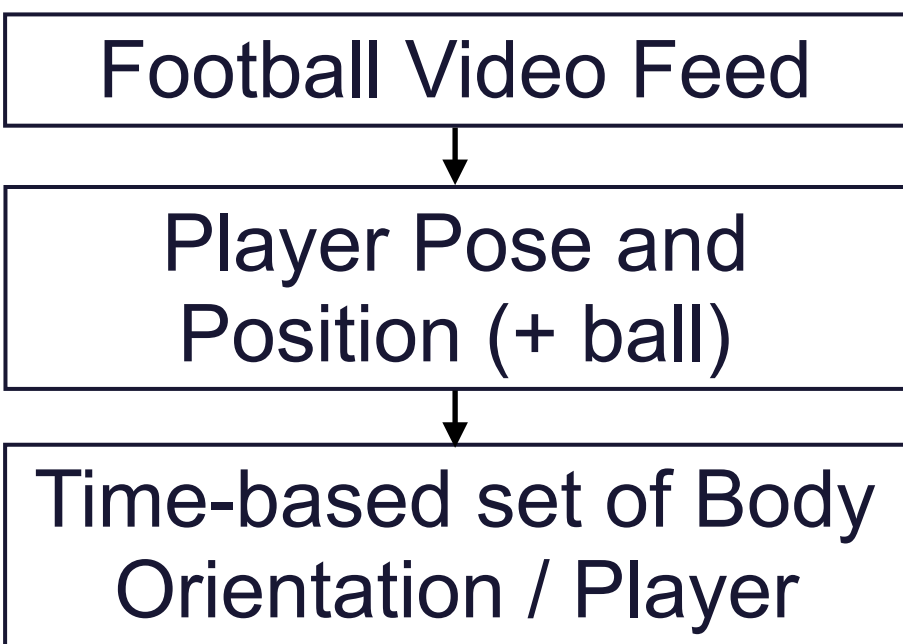 Football Video Feed
Player Pose and
Position (+ ball)
Time-based set of Body
Orientation / Player